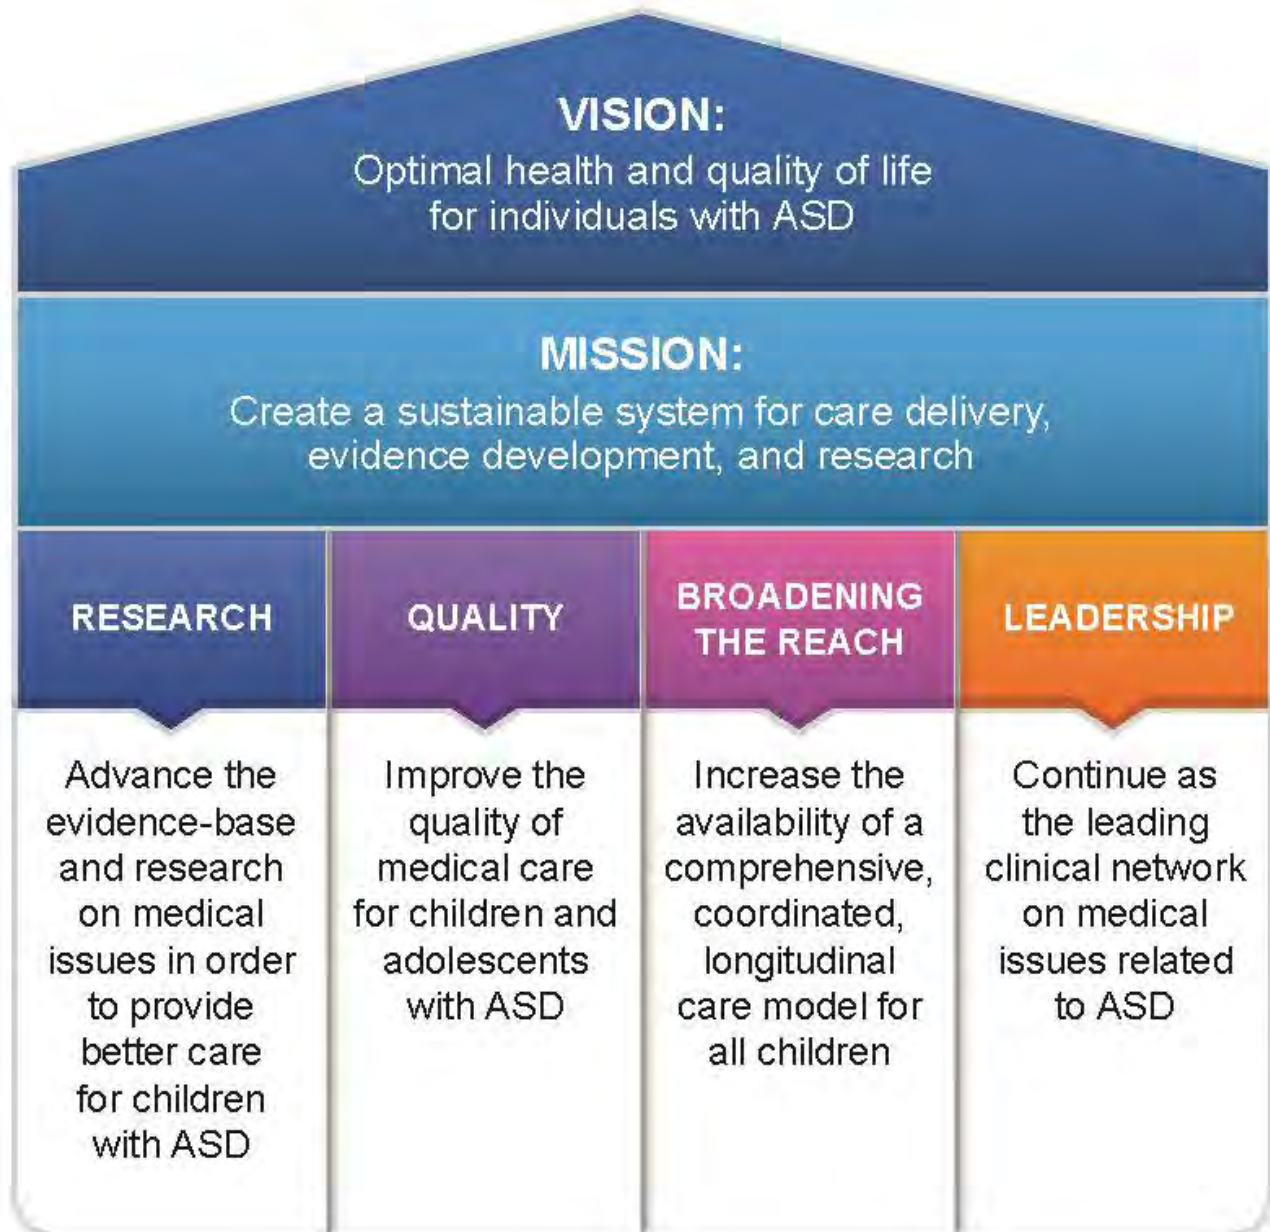 VISION:
Optimal health and quality of life
for individuals with ASD
MISSION:
Create a sustainable system for care delivery,
evidence development, and research
RESEARCH
Advance the
evidence-base
and research
on medical
issues in order
to provide
better care
for children
with ASD
QUALITY
Improve the
quality of
medical care
for children and
adolescents
with ASD
BROADENING
THE REACH
Increase the
availability of a
comprehensive,
coordinated,
longitudinal
care model for
all children
LEADERSHIP
Continue as
the leading
clinical network
on medical
issues related
to ASD